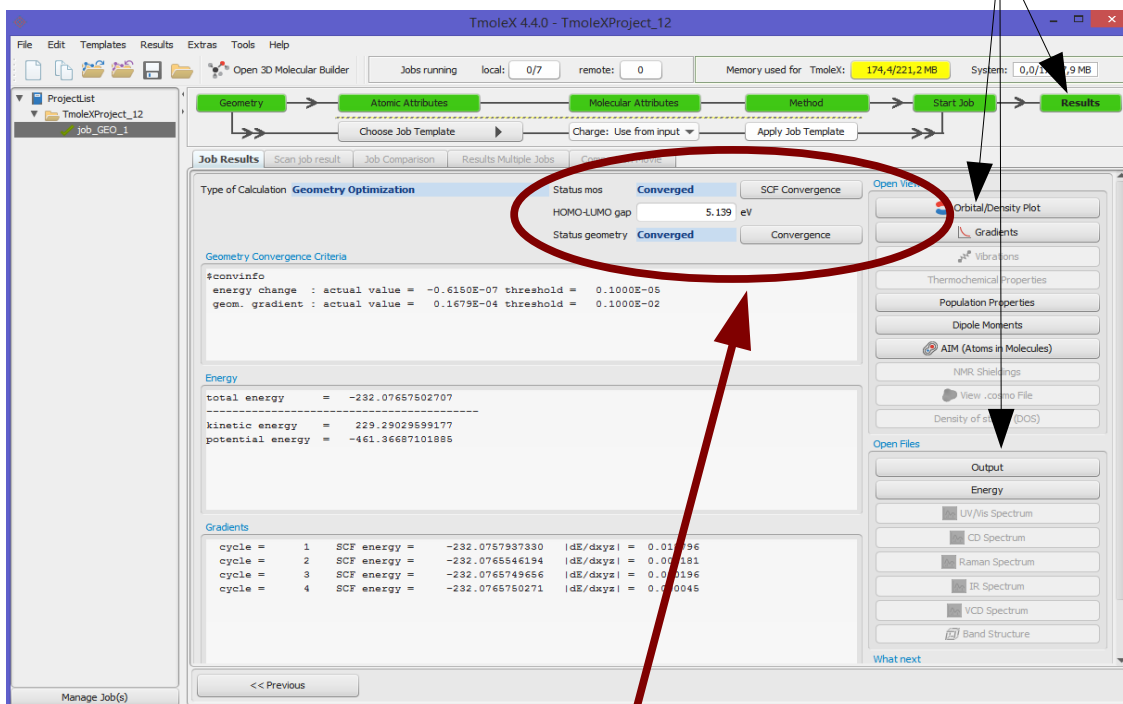 TmoleX 4.4.0 - TmoleXProject_12
File Edit Templates Results Extras Tools Help
Open 3D Molecular Builder Jobs running local: 0/7 remote: 0 Memory used for TmoleX: 174,4/221,2 MB System: MB
ProjectList
TmoleXProject_12
job_GEO_1
Geometry Atomic Attributes Molecular Attributes Method Start Job Results
Choose Job Template Charge: Use from input Apply Job Template
Job Results Scan job result Job Comparison Results Multiple Jobs
Type of Calculation Geometry Optimization
Status mos Converged SCF Convergence
HOMO-LUMO gap 5.139 eV
Status geometry Converged Convergence
Geometry Convergence Criteria
$convinfo
energy change : actual value = -0.6150E-07 threshold = 0.1000E-05
geom. gradient : actual value = 0.1679E-04 threshold = 0.1000E-02
Energy
total energy = -232.07657502707
------------------------------------------
kinetic energy = 229.29029599177
potential energy = -461.36687101885
Gradients
cycle = 1 SCF energy = -232.0757937330 |dE/dxyz| =
cycle = 2 SCF energy = -232.0765546194 |dE/dxyz| =
cycle = 3 SCF energy = -232.0765749656 |dE/dxyz| =
cycle = 4 SCF energy = -232.0765750271 |dE/dxyz| =
<< Previous
Manage Job(s)
Open View
Orbital/Density Plot
Gradients
Vibrations
Thermochemical Properties
Population Properties
Dipole Moments
AIM (Atoms in Molecules)
NMR Shieldings
View .cosmo File
Density of states (DOS)
Open Files
Output
Energy
UV/Vis Spectrum
CD Spectrum
Raman Spectrum
IR Spectrum
VCD Spectrum
Band Structure
What next